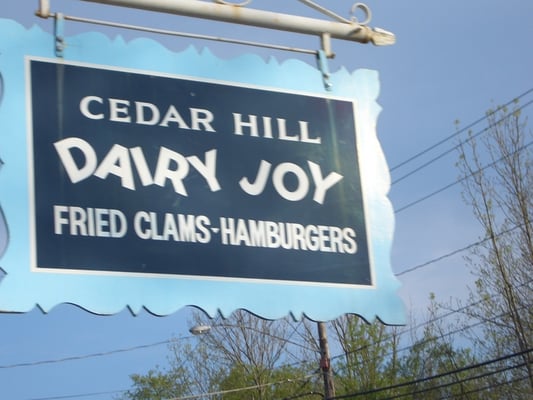 CEDAR HILL
DAIRY JOY
FRIED CLAMS-HAMBURGERS